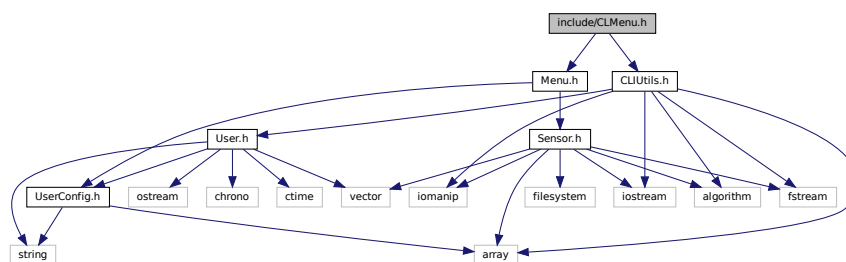 include/CLMenu.h
Menu.h
CLIUtils.h
User.h
Sensor.h
UserConfig.h
ostream
chrono
ctime
vector
iomanip
filesystem
iostream
algorithm
fstream
string
array